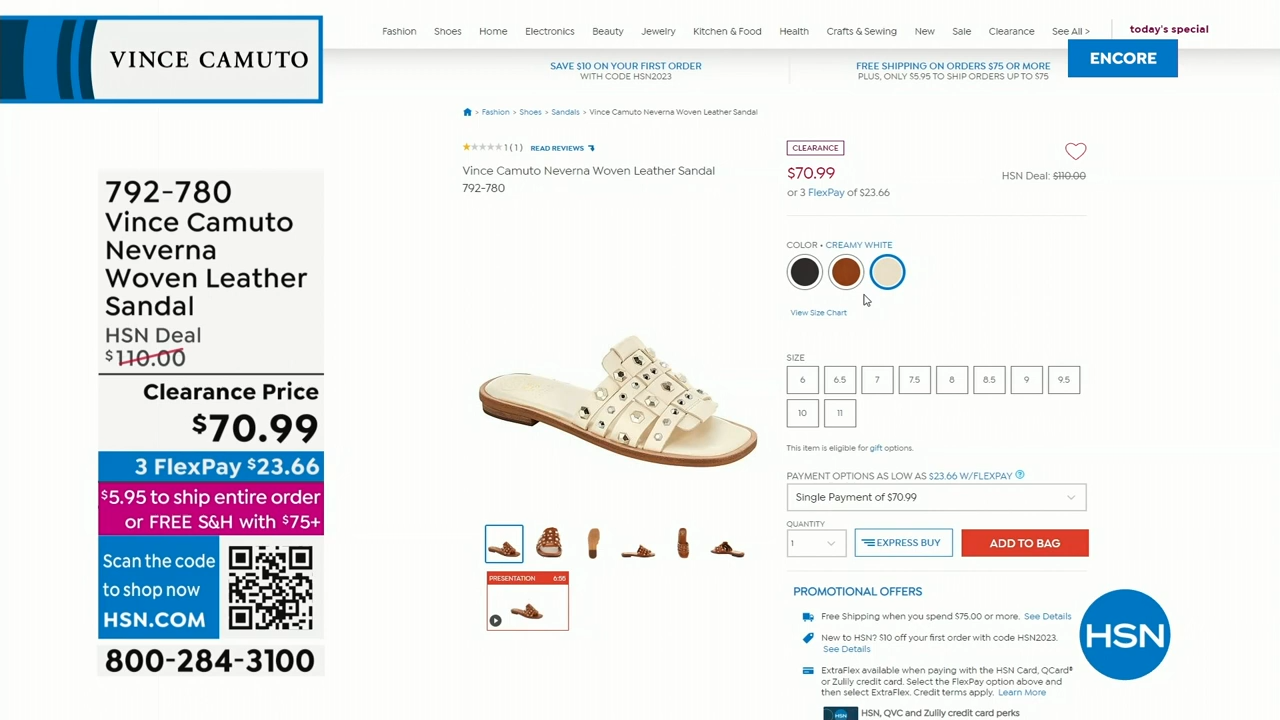 VINCE CAMUTO
Fashion Shoes Home Electronics Beauty Jewelry Kitchen & Food Health Crafts & Sewing New Sale Clearance See All > today's special
ENCORE
SAVE $10 ON YOUR FIRST ORDER
WITH CODE HSN2023
FREE SHIPPING ON ORDERS $75 OR MORE
PLUS, ONLY $5.95 TO SHIP ORDERS UP TO $75
> Fashion > Shoes > Sandals > Vince Camuto Neverna Woven Leather Sandal
1 (1) READ REVIEWS
Vince Camuto Neverna Woven Leather Sandal
792-780
CLEARANCE
$70.99
HSN Deal: $110.00
or 3 FlexPay of $23.66
792-780
Vince Camuto
Neverna
Woven Leather
Sandal
HSN Deal
$110.00
Clearance Price
$70.99
3 FlexPay $23.66
$5.95 to ship entire order
or FREE S&H with $75+
Scan the code
to shop now
HSN.COM
800-284-3100
COLOR • CREAMY WHITE
View Size Chart
SIZE
6 6.5 7 7.5 8 8.5 9 9.5
10 11
This item is eligible for gift options.
PAYMENT OPTIONS AS LOW AS $23.66 W/FLEXPAY ?
Single Payment of $70.99
QUANTITY
1
EXPRESS BUY
ADD TO BAG
PRESENTATION 6:55
PROMOTIONAL OFFERS
Free Shipping when you spend $75.00 or more. See Details
New to HSN? $10 off your first order with code HSN2023.
See Details
ExtraFlex available when paying with the HSN Card, QCard®
or Zulily credit card. Select the FlexPay option above and
then select ExtraFlex. Credit terms apply. Learn More
HSN, QVC and Zulily credit card perks
HSN
HSN